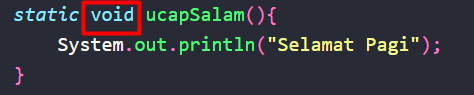 static void ucapSalam(){
System.out.println("Selamat Pagi");
}